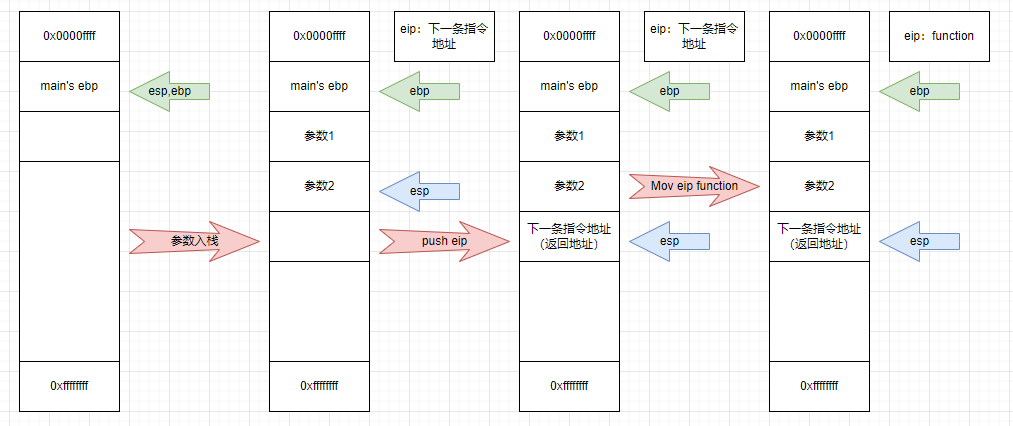 0x0000ffff
main's ebp
esp,ebp
0xffffffff
参数入栈
0x0000ffff
main's ebp
参数1
参数2
0xffffffff
eip：下一条指令
地址
ebp
esp
push eip
0x0000ffff
main's ebp
参数1
参数2
下一条指令地址
（返回地址）
0xffffffff
eip：下一条指令
地址
ebp
Mov eip function
esp
0x0000ffff
main's ebp
参数1
参数2
下一条指令地址
（返回地址）
0xffffffff
eip：function
ebp
esp